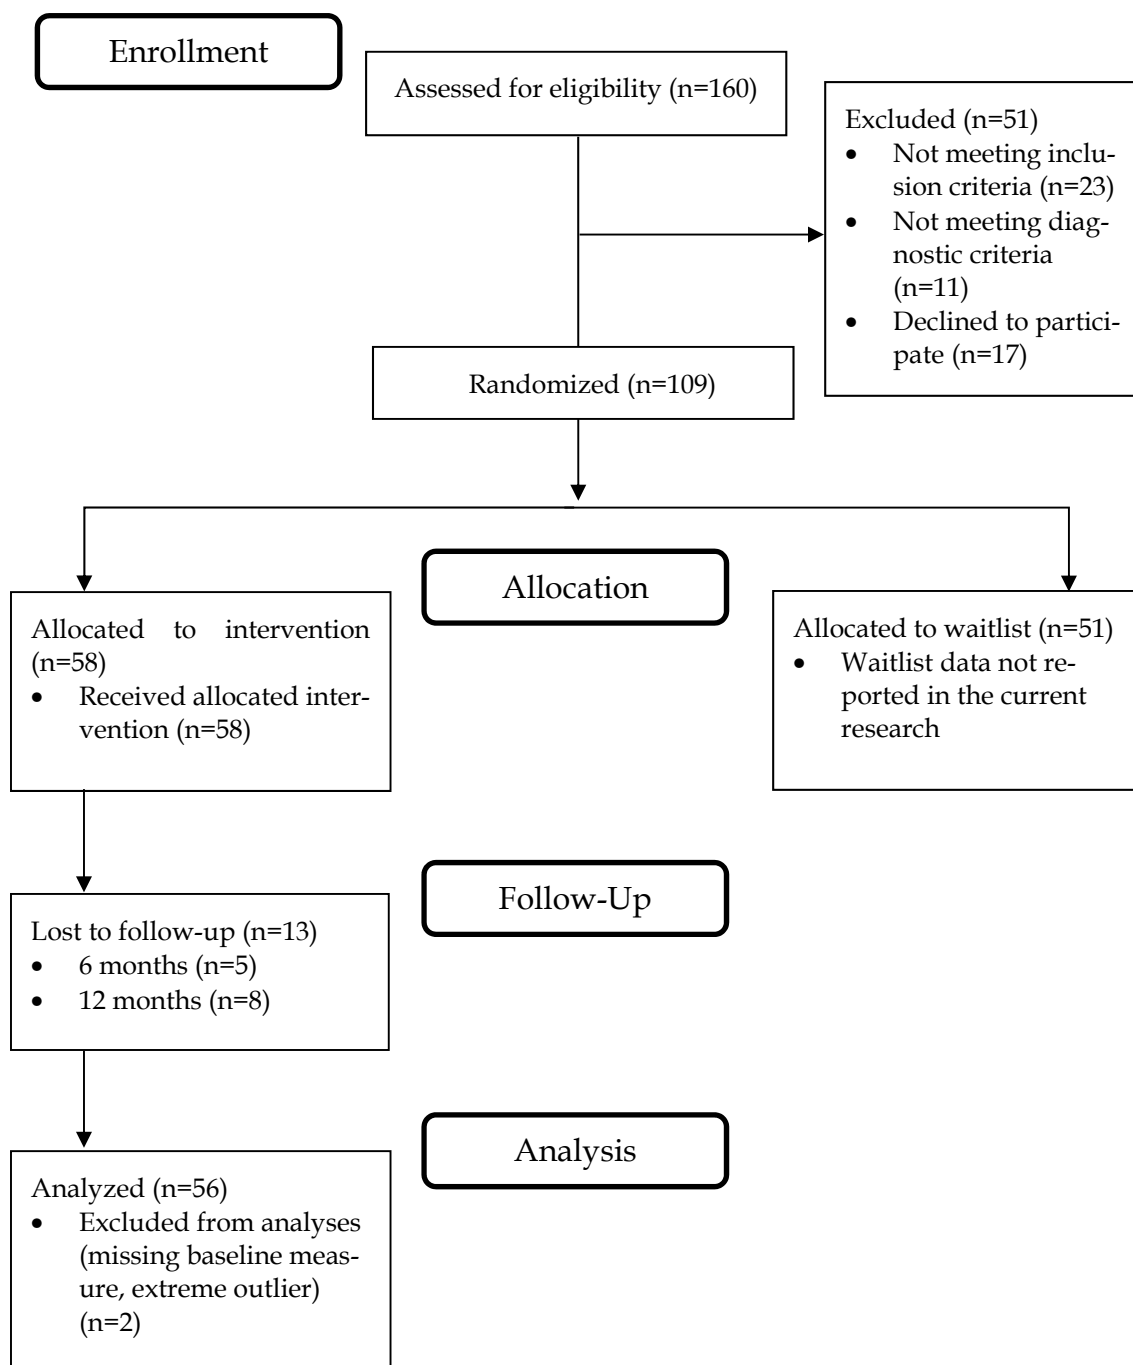 Enrollment
Assessed for eligibility (n=160)
Excluded (n=51)
• Not meeting inclu-
sion criteria (n=23)
• Not meeting diag-
nostic criteria
(n=11)
• Declined to partici-
pate (n=17)
Randomized (n=109)
Allocation
Allocated to intervention
(n=58)
• Received allocated inter-
vention (n=58)
Allocated to waitlist (n=51)
• Waitlist data not re-
ported in the current
research
Follow-Up
Lost to follow-up (n=13)
• 6 months (n=5)
• 12 months (n=8)
Analysis
Analyzed (n=56)
• Excluded from analyses
(missing baseline meas-
ure, extreme outlier)
(n=2)